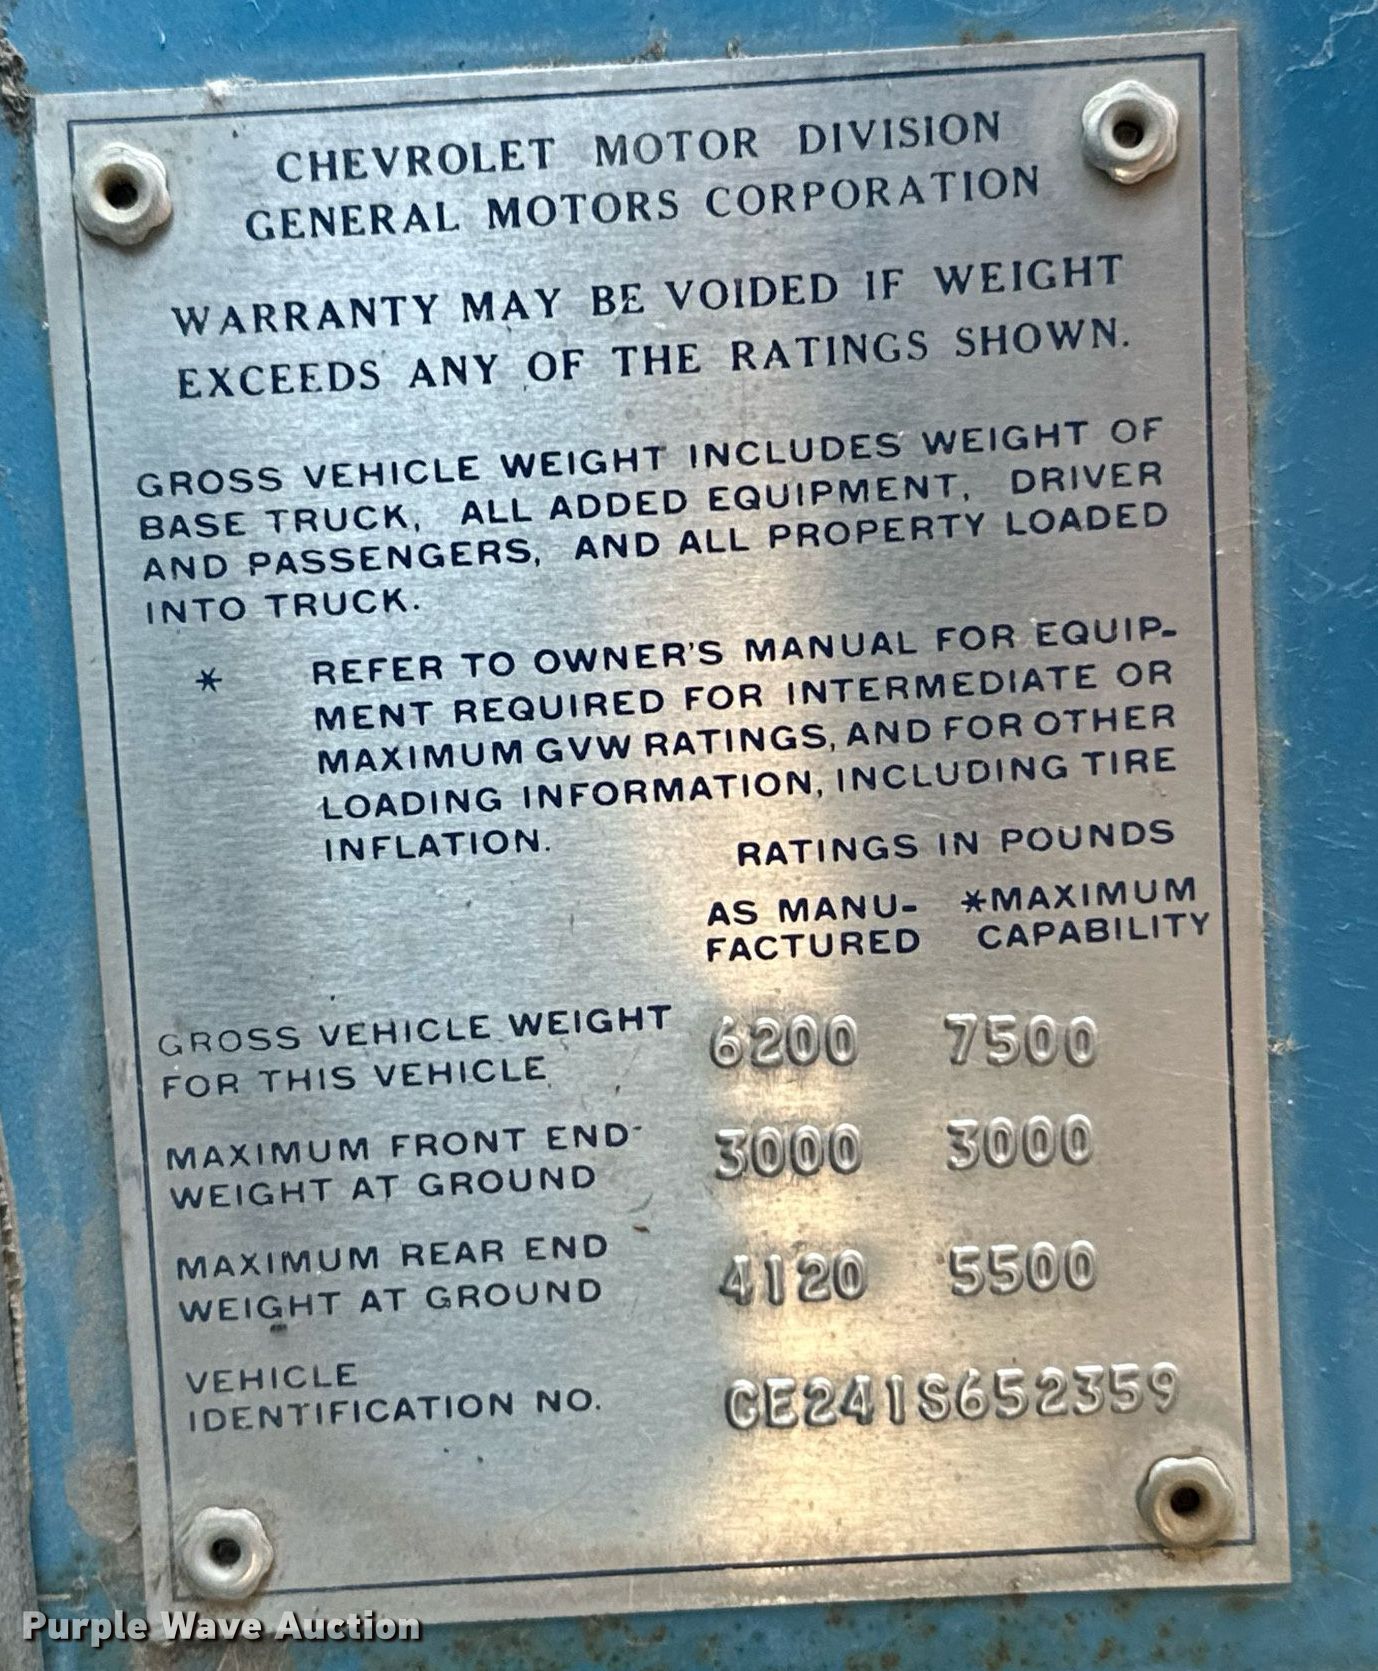 CHEVROLET MOTOR DIVISION
GENERAL MOTORS CORPORATION
WARRANTY MAY BE VOIDED IF WEIGHT
EXCEEDS ANY OF THE RATINGS SHOWN.
GROSS VEHICLE WEIGHT INCLUDES WEIGHT OF
BASE TRUCK, ALL ADDED EQUIPMENT, DRIVER
AND PASSENGERS, AND ALL PROPERTY LOADED
INTO TRUCK.
* REFER TO OWNER'S MANUAL FOR EQUIP-
MENT REQUIRED FOR INTERMEDIATE OR
MAXIMUM GVW RATINGS, AND FOR OTHER
LOADING INFORMATION, INCLUDING TIRE
INFLATION.
RATINGS IN POUNDS
AS MANU- *MAXIMUM
FACTURED CAPABILITY
GROSS VEHICLE WEIGHT 6200 7500
FOR THIS VEHICLE
MAXIMUM FRONT END 3000 3000
WEIGHT AT GROUND
MAXIMUM REAR END 4120 5500
WEIGHT AT GROUND
VEHICLE
IDENTIFICATION NO. CE241S652359
Purple Wave Auction